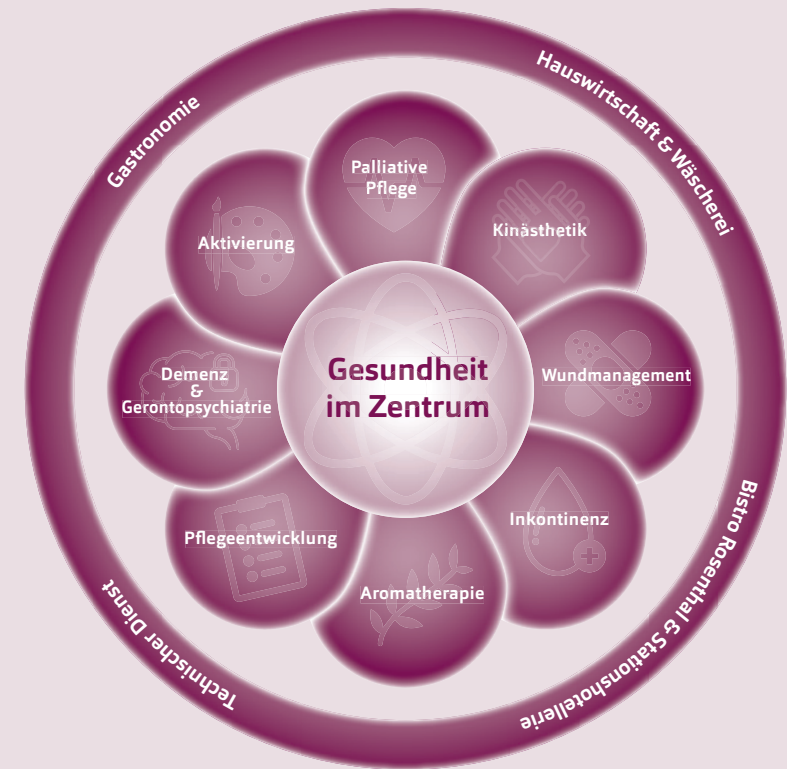 Gastronomie
Hauswirtschaft & Wäscherei
Palliative
Pflege
Kinästhetik
Aktivierung
Gesundheit
im Zentrum
Wundmanagement
Demenz
&
Gerontopsychiatrie
Inkontinenz
Pflegeentwicklung
Aromatherapie
Bistro Rosenthal & Stationshotellerie
Technischer Dienst